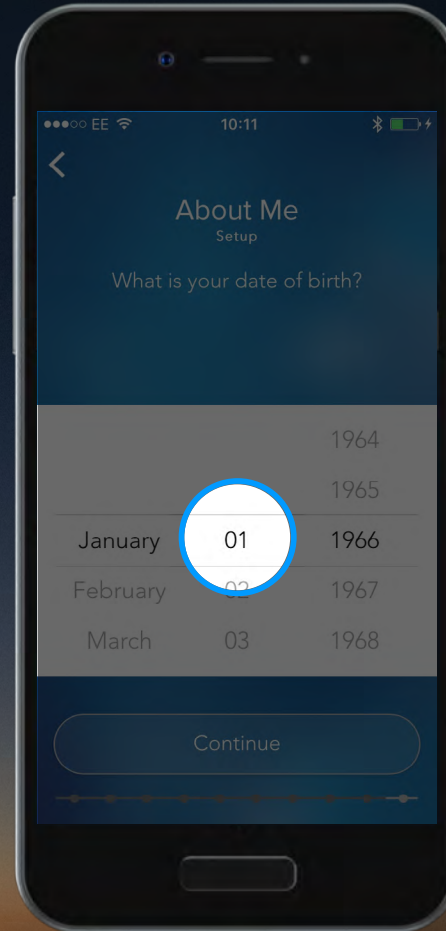 EE 10:11
About Me
Setup
What is your date of birth?
1964
1965
January 01 1966
February 02 1967
March 03 1968
Continue